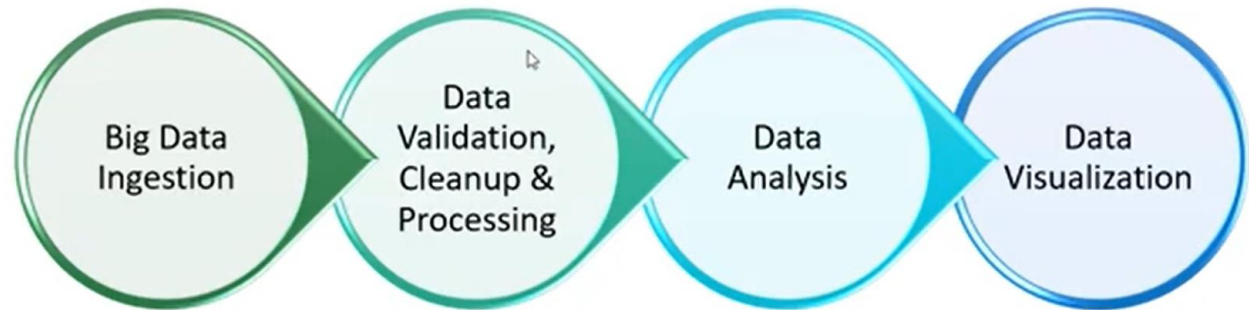 Big Data
Ingestion
Data
Validation,
Cleanup &
Processing
Data
Analysis
Data
Visualization